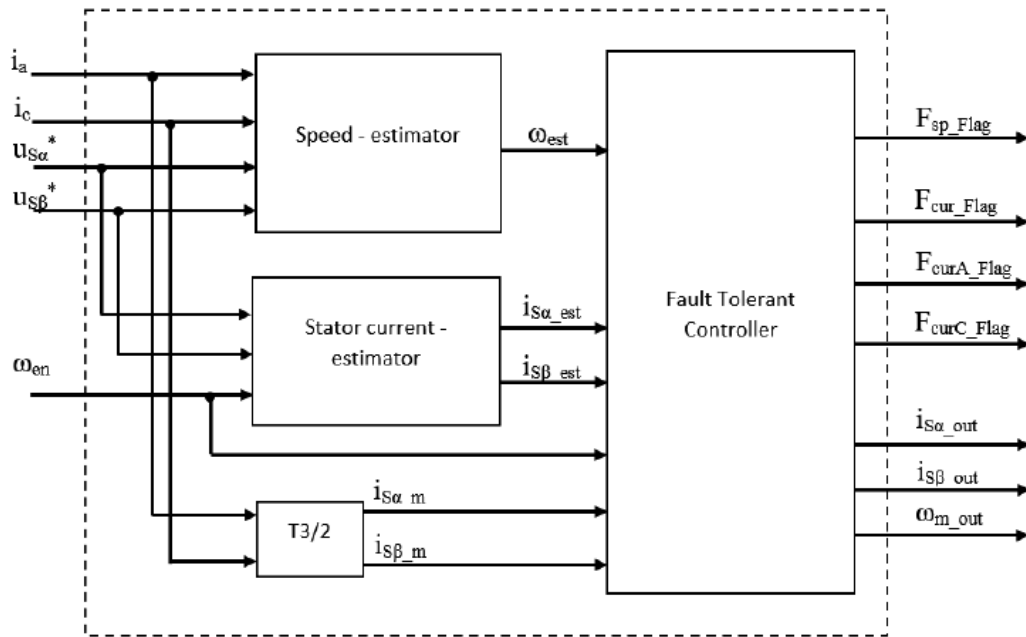 i_a
i_c
u_Sα*
u_Sβ*
ω_en
Speed - estimator
ω_est
Stator current -
estimator
i_Sα_est
i_Sβ_est
T3/2
i_Sα_m
i_Sβ_m
Fault Tolerant
Controller
F_sp_Flag
F_cur_Flag
F_curA_Flag
F_curC_Flag
i_Sα_out
i_Sβ_out
ω_m_out